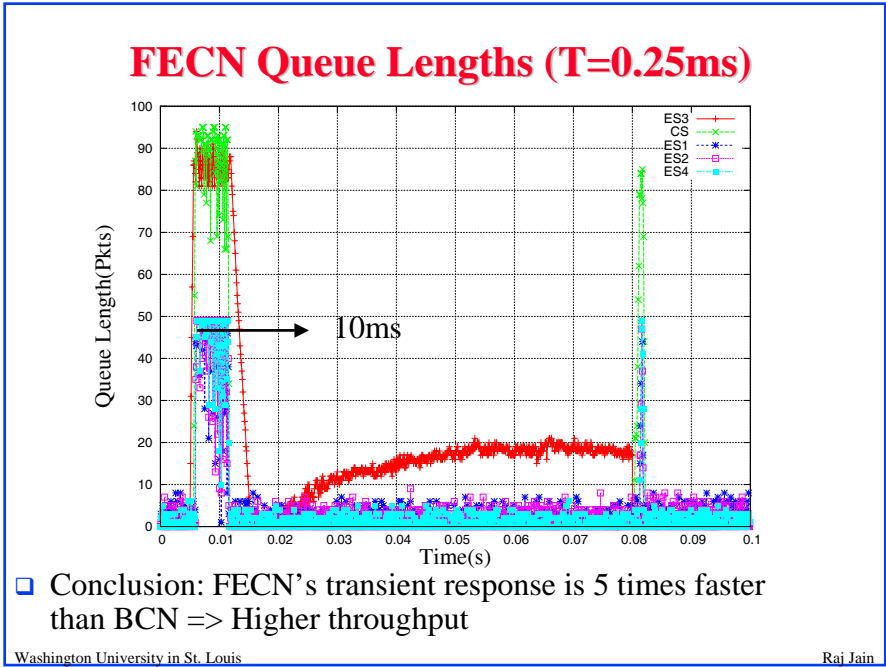 FECN Queue Lengths (T=0.25ms)
100
90
80
70
60
50
40
30
20
10
0
Queue Length(Pkts)
ES3
CS
ES1
ES2
ES4
10ms
0 0.01 0.02 0.03 0.04 0.05 0.06 0.07 0.08 0.09 0.1
Time(s)
Conclusion: FECN’s transient response is 5 times faster
than BCN => Higher throughput
Washington University in St. Louis
Raj Jain